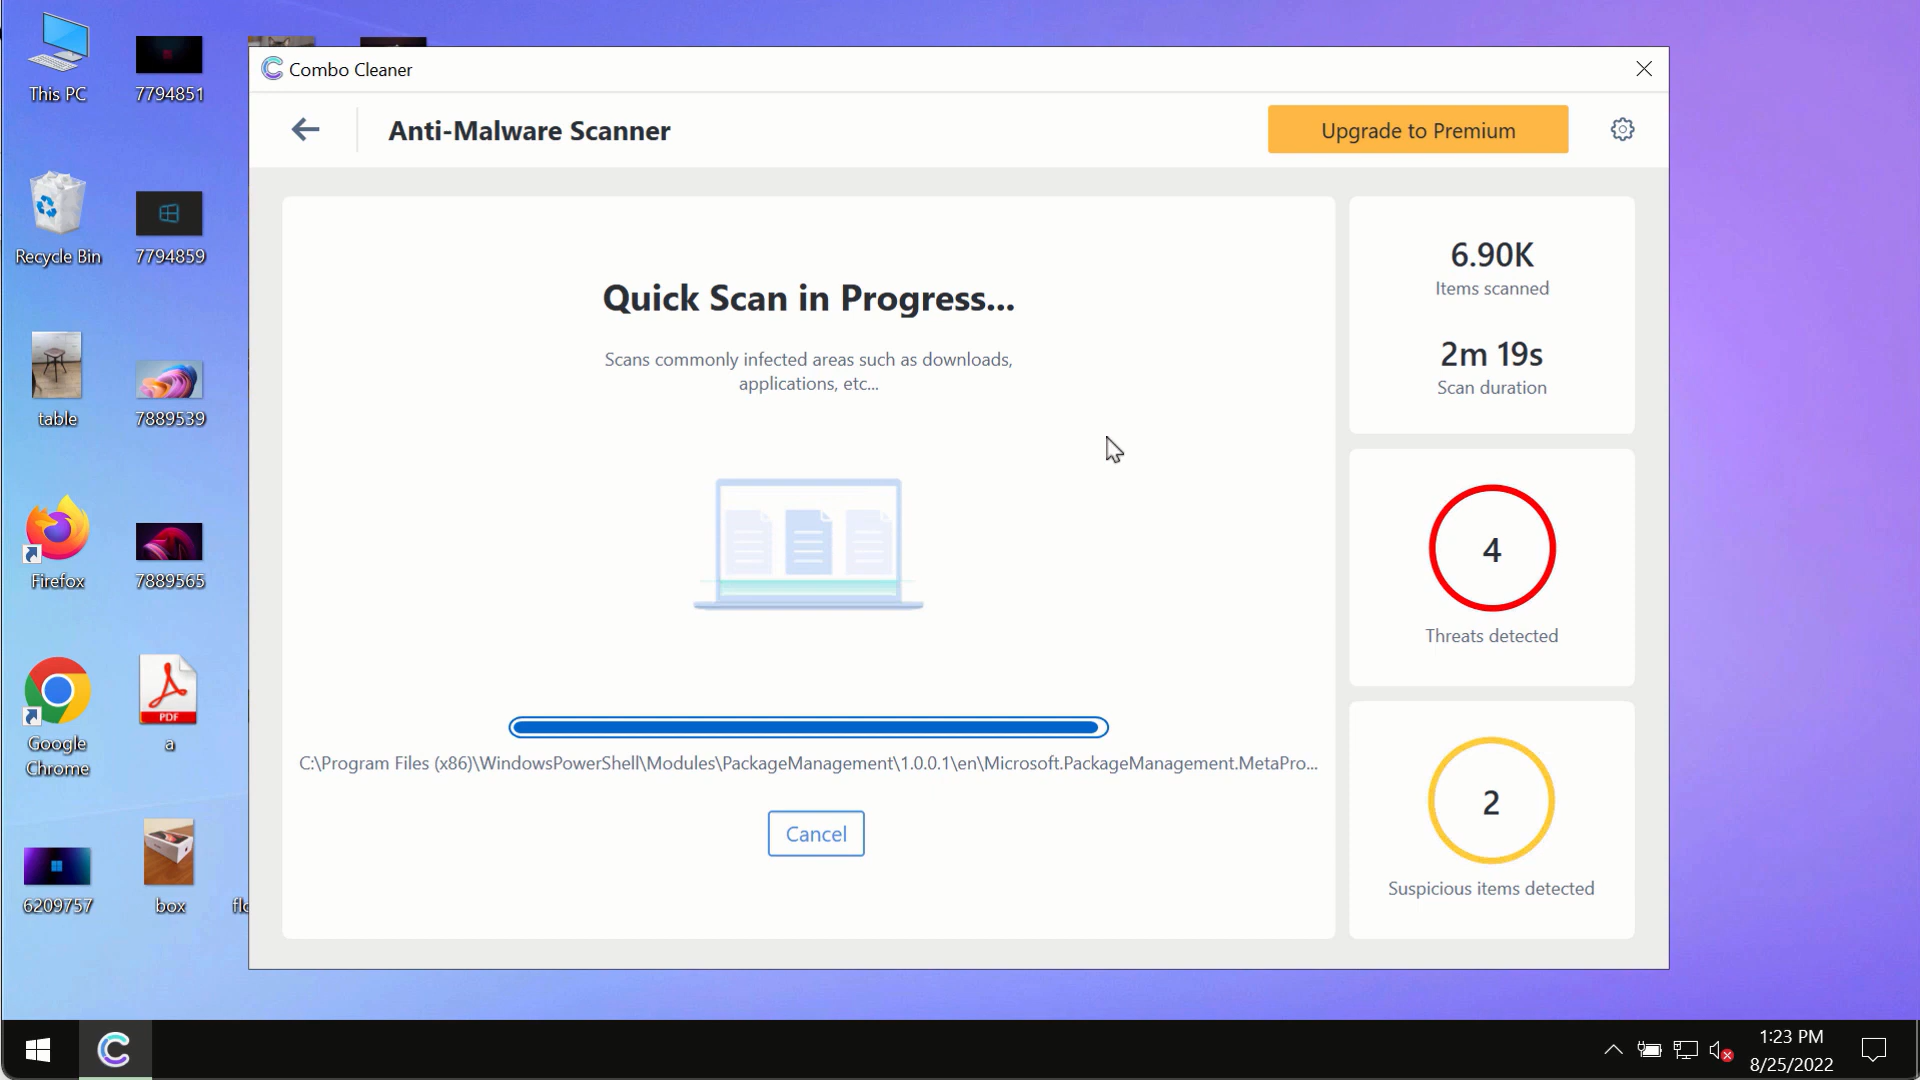 This PC
7794851
Recycle Bin
7794859
table
7889539
Firefox
7889565
Google
Chrome
PDF
a
6209757
box
Combo Cleaner
Anti-Malware Scanner
Upgrade to Premium
Quick Scan in Progress...
Scans commonly infected areas such as downloads,
applications, etc...
C:\Program Files (x86)\WindowsPowerShell\Modules\PackageManagement\1.0.0.1\en\Microsoft.PackageManagement.MetaPro...
Cancel
6.90K
Items scanned
2m 19s
Scan duration
4
Threats detected
2
Suspicious items detected
1:23 PM
8/25/2022